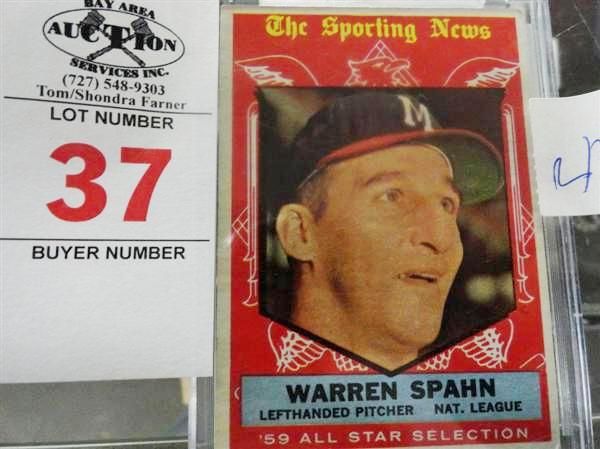 BAY AREA
AUCTION
SERVICES INC.
(727) 548-9303
Tom/Shondra Farner
LOT NUMBER
37
BUYER NUMBER
The Sporting News
M
WARREN SPAHN
LEFTHANDED PITCHER NAT. LEAGUE
'59 ALL STAR SELECTION